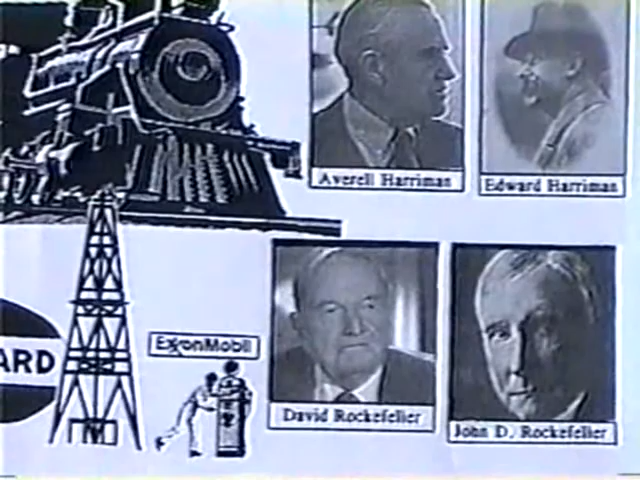 Averell Harriman
Edward Harriman
ARD
ExxonMobil
David Rockefeller
John D. Rockefeller